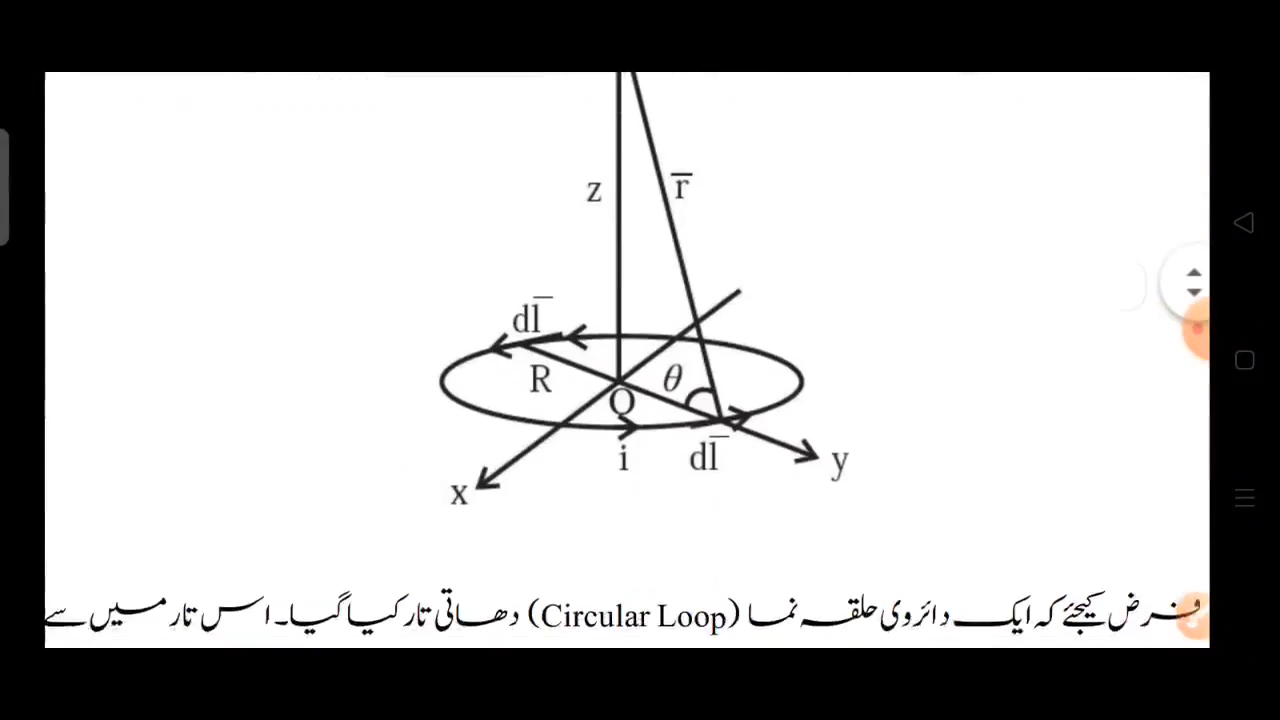 z
r̅
dl̅
R
θ
O
i
dl̅
y
x
فرض کیجئے کہ ایک دائروی حلقہ نما (Circular Loop) دھاتی تار کیا گیا۔ اس تار میں سے